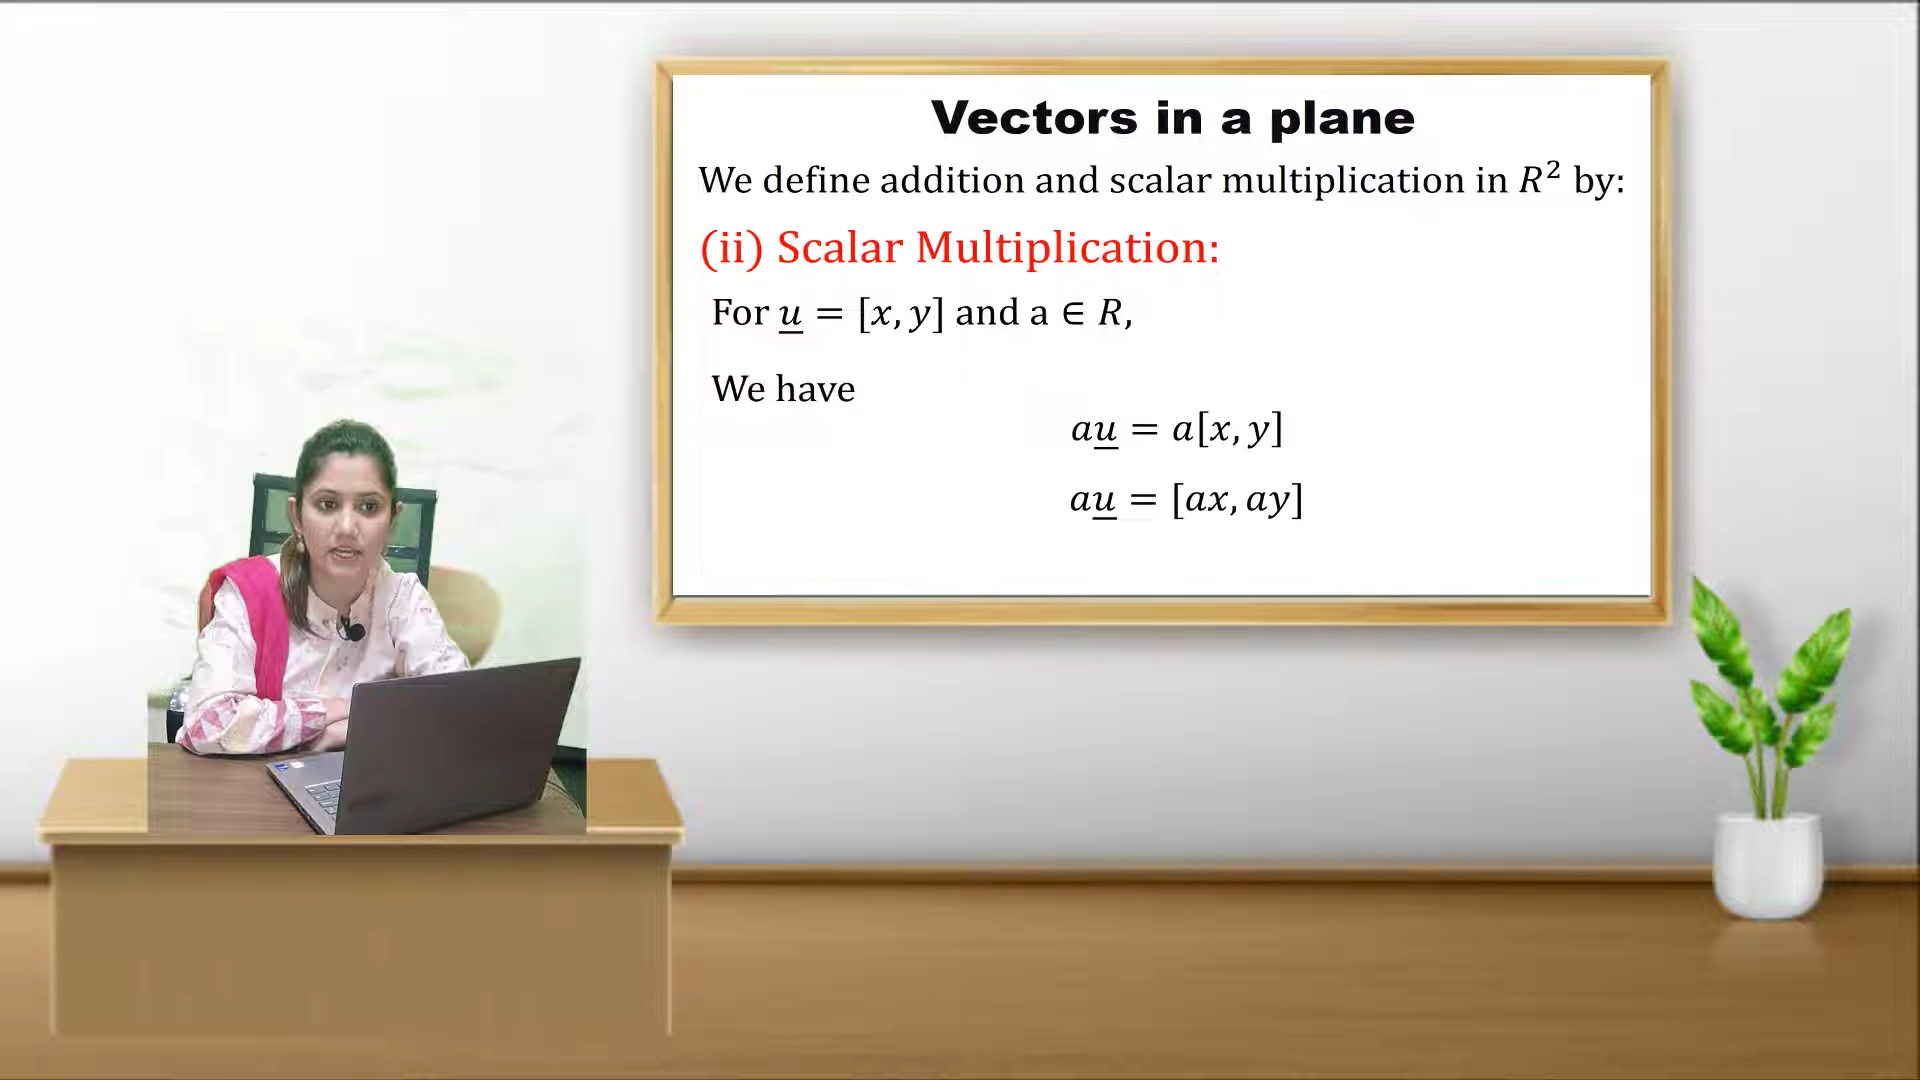 Vectors in a plane
We define addition and scalar multiplication in R² by:
(ii) Scalar Multiplication:
For u̲ = [x, y] and a ∈ R,
We have
au̲ = a[x, y]
au̲ = [ax, ay]